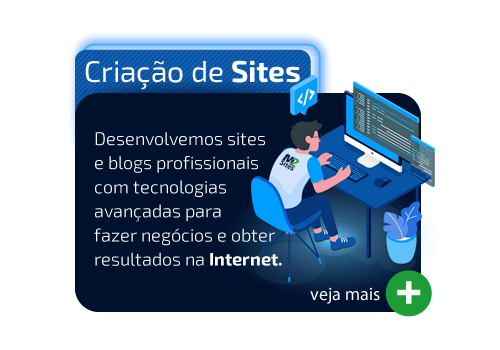 Criação de Sites
</>
Desenvolvemos sites
e blogs profissionais
com tecnologias
avançadas para
fazer negócios e obter
resultados na Internet.
Sites
veja mais